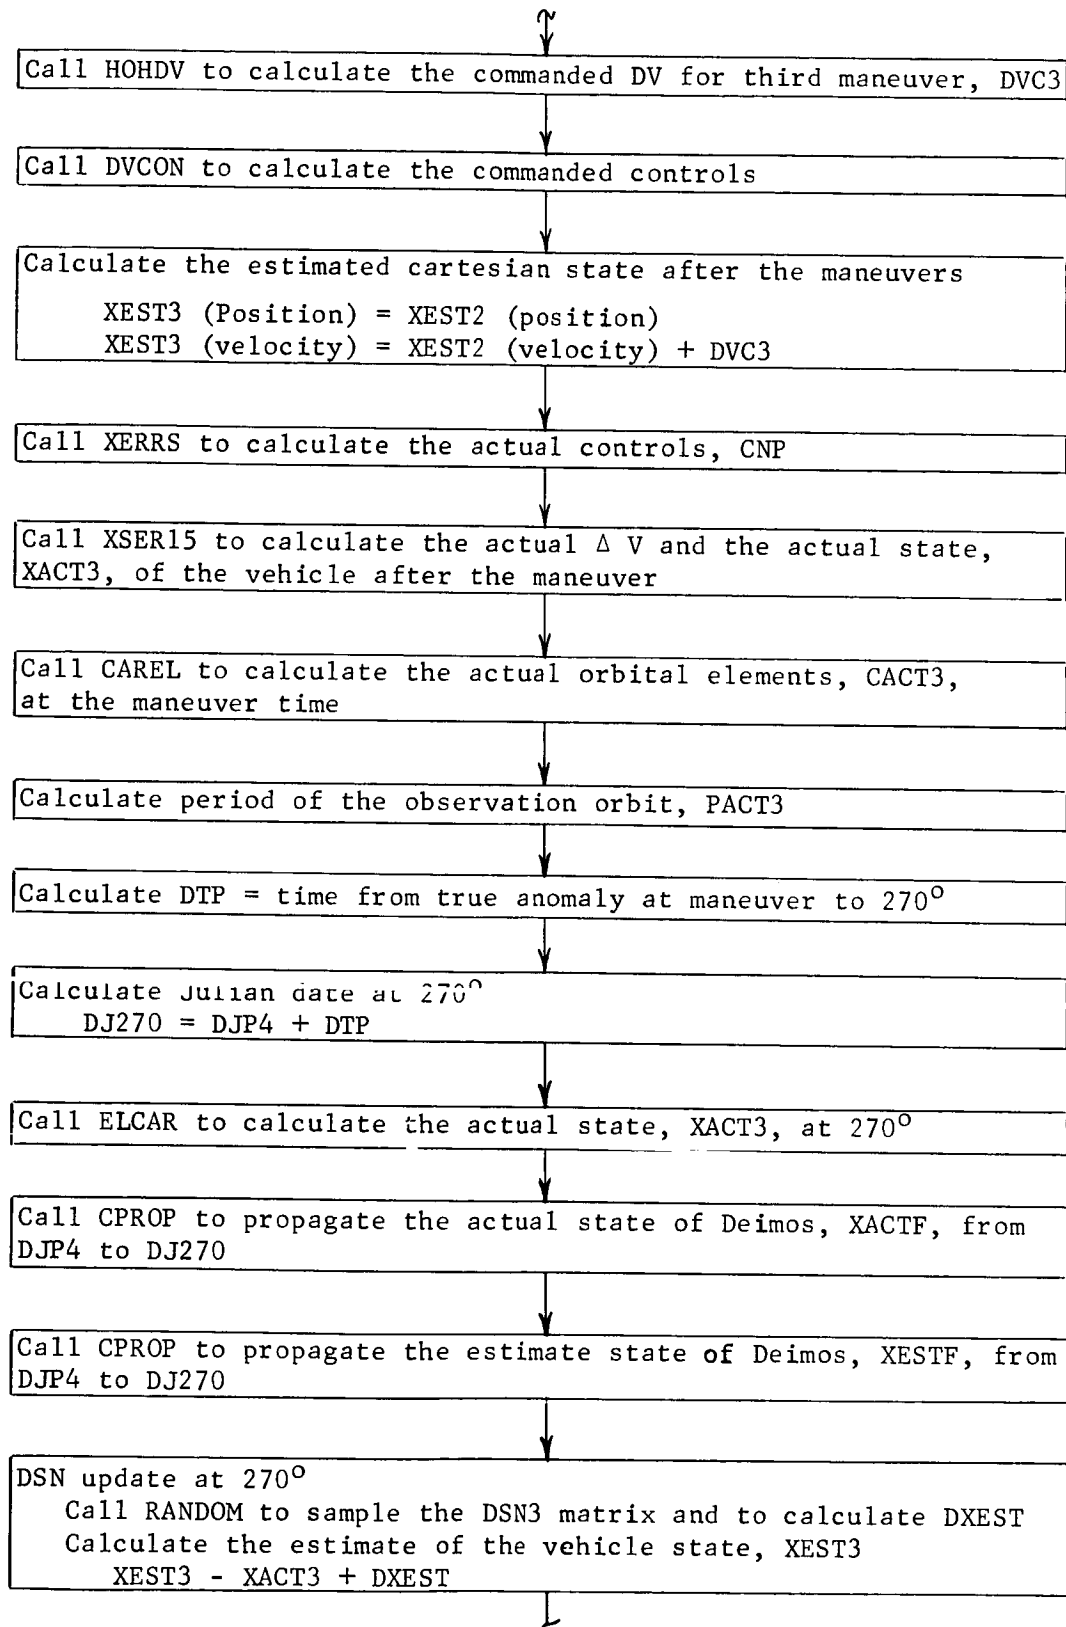 Call HOHDV to calculate the commanded DV for third maneuver, DVC3
Call DVCON to calculate the commanded controls
Calculate the estimated cartesian state after the maneuvers
XEST3 (Position) = XEST2 (position)
XEST3 (velocity) = XEST2 (velocity) + DVC3
Call XERRS to calculate the actual controls, CNP
Call XSER15 to calculate the actual Δ V and the actual state,
XACT3, of the vehicle after the maneuver
Call CAREL to calculate the actual orbital elements, CACT3,
at the maneuver time
Calculate period of the observation orbit, PACT3
Calculate DTP = time from true anomaly at maneuver to 270°
Calculate Julian date at 270°
DJ270 = DJP4 + DTP
Call ELCAR to calculate the actual state, XACT3, at 270°
Call CPROP to propagate the actual state of Deimos, XACTF, from
DJP4 to DJ270
Call CPROP to propagate the estimate state of Deimos, XESTF, from
DJP4 to DJ270
DSN update at 270°
Call RANDOM to sample the DSN3 matrix and to calculate DXEST
Calculate the estimate of the vehicle state, XEST3
XEST3 - XACT3 + DXEST